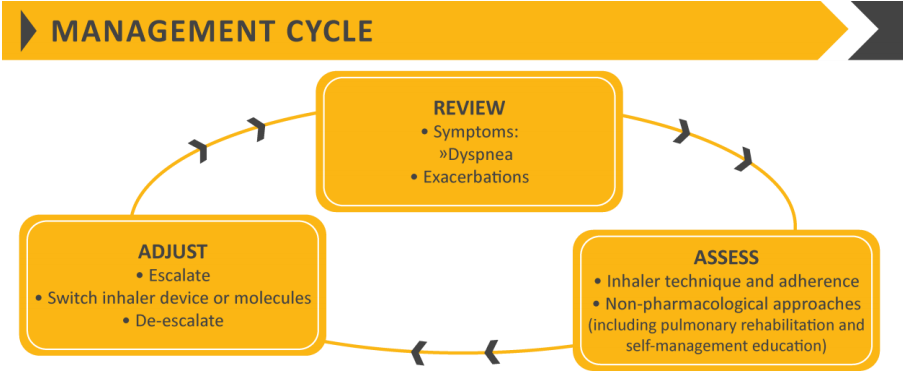 MANAGEMENT CYCLE
REVIEW
• Symptoms:
»Dyspnea
• Exacerbations
ADJUST
• Escalate
• Switch inhaler device or molecules
• De-escalate
ASSESS
• Inhaler technique and adherence
• Non-pharmacological approaches
(including pulmonary rehabilitation and
self-management education)